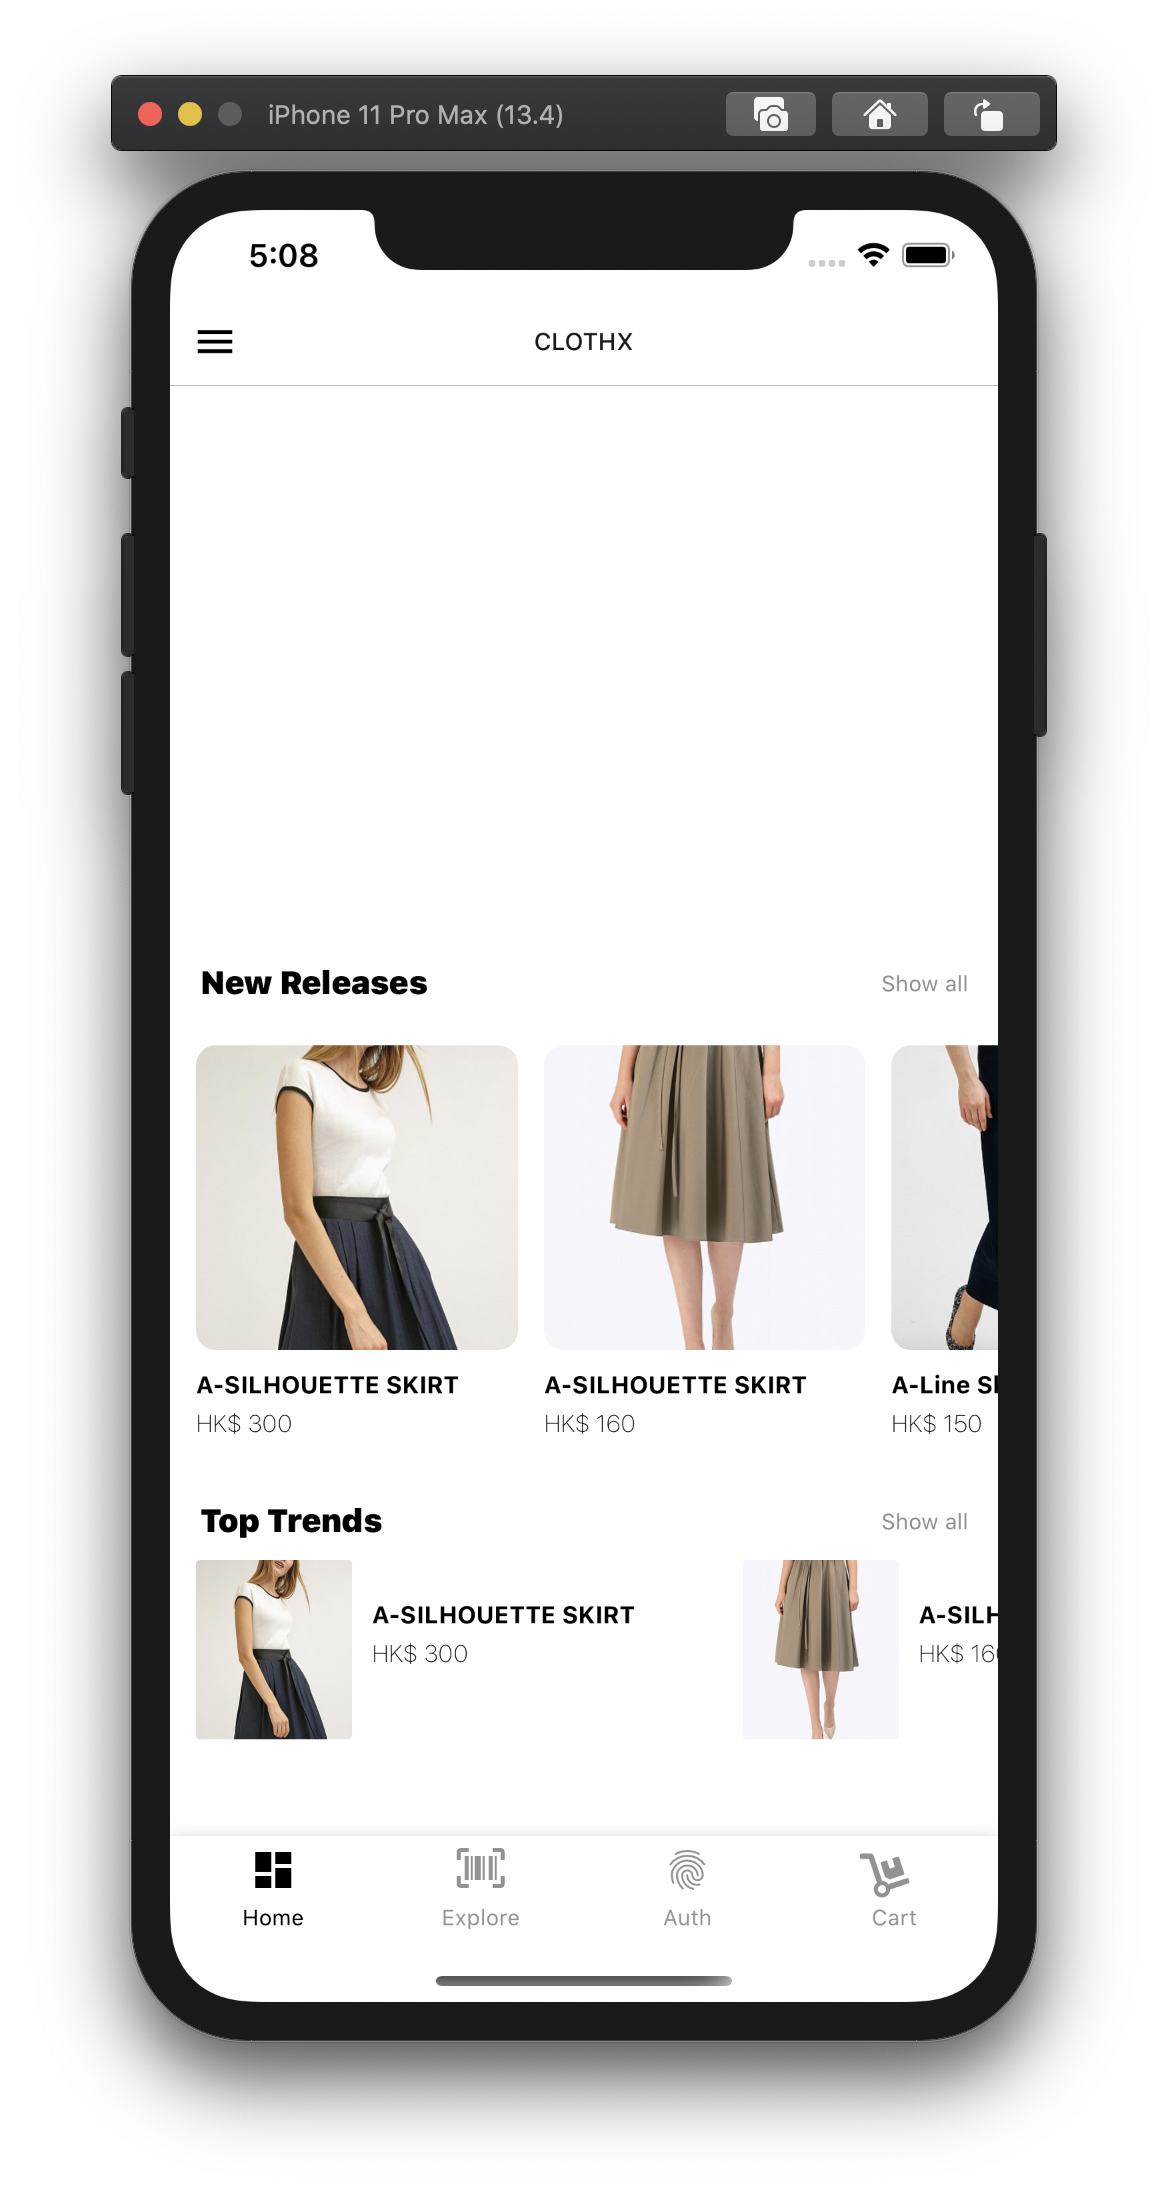 iPhone 11 Pro Max (13.4)
5:08
CLOTHX
New Releases
Show all
A-SILHOUETTE SKIRT
A-SILHOUETTE SKIRT
A-Line
HK$ 300
HK$ 160
HK$ 150
Top Trends
Show all
A-SILHOUETTE SKIRT
A-SILH
HK$ 300
HK$ 16
Home
Explore
Auth
Cart